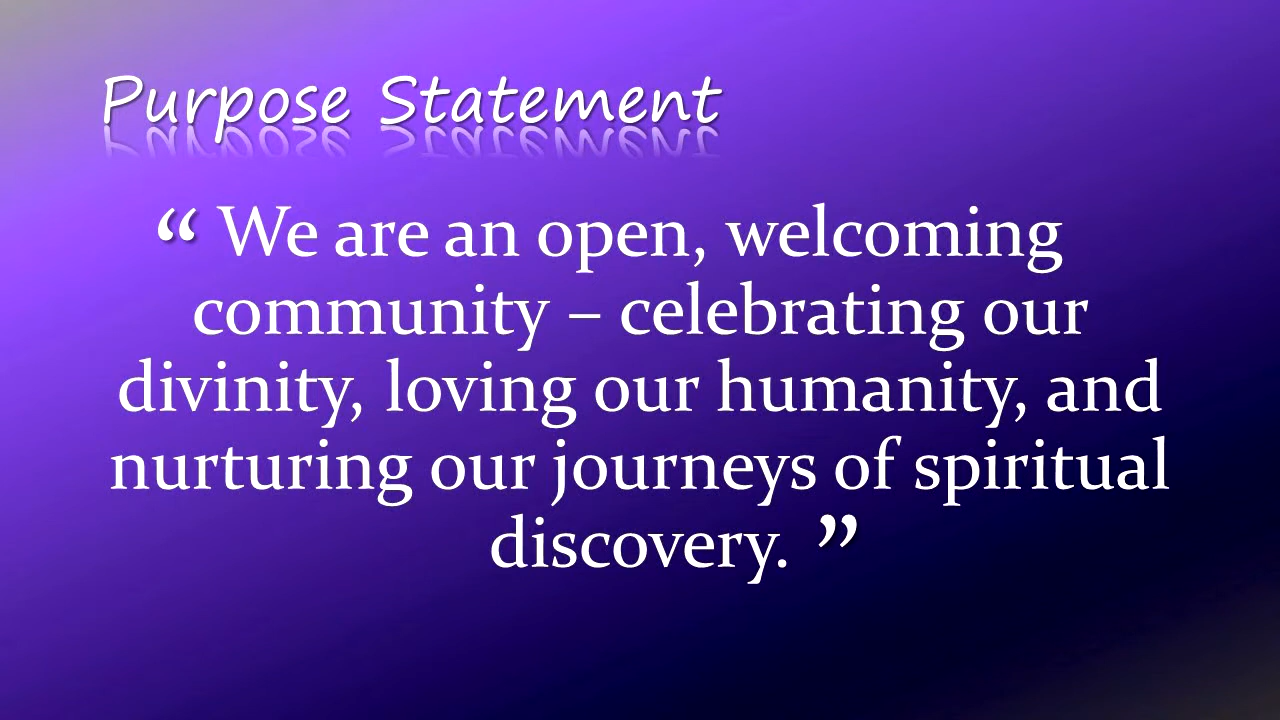 Purpose Statement
“ We are an open, welcoming
community – celebrating our
divinity, loving our humanity, and
nurturing our journeys of spiritual
discovery. ”